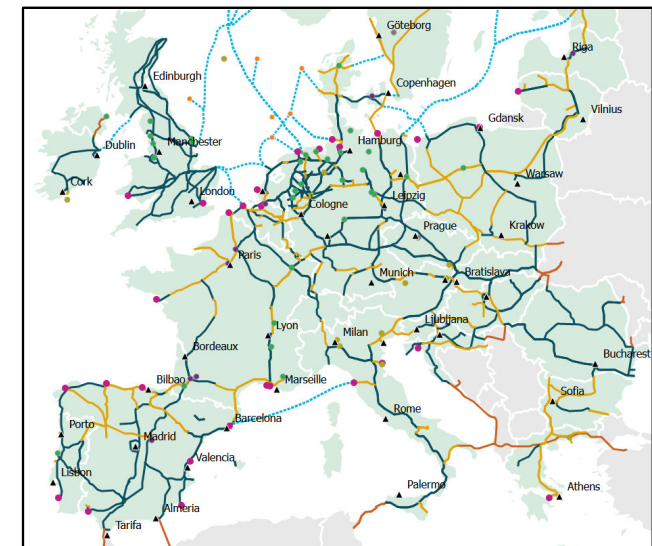 Göteborg
Riga
Edinburgh
Copenhagen
Vilnius
Gdansk
Dublin
Manchester
Hamburg
Cork
London
Warsaw
Cologne
Leipzig
Prague
Krakow
Paris
Munich
Bratislava
Lyon
Milan
Ljubljana
Bordeaux
Bucharest
Bilbao
Marseille
Sofia
Porto
Barcelona
Rome
Madrid
Lisbon
Valencia
Palermo
Athens
Almeria
Tarifa